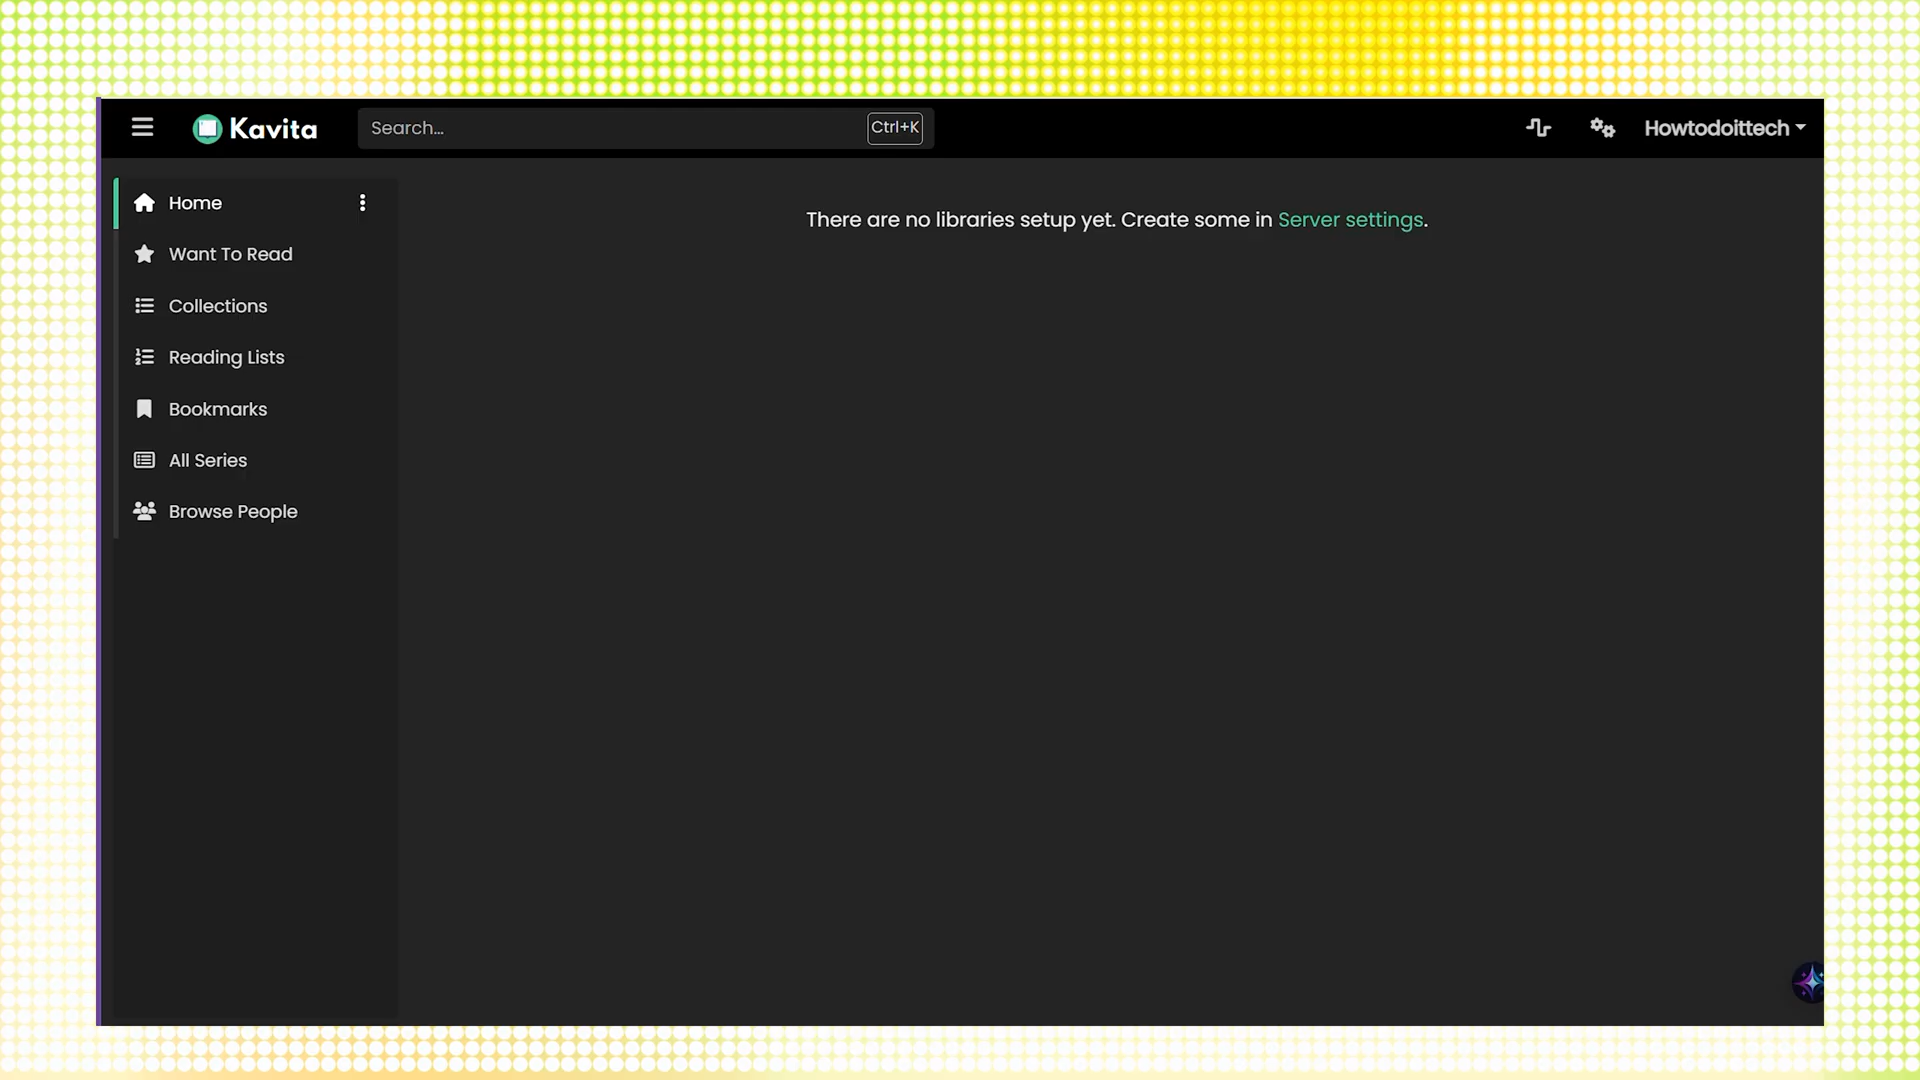 Kavita
Search...
Ctrl+K
Howtodoittech
Home
Want To Read
Collections
Reading Lists
Bookmarks
All Series
Browse People
There are no libraries setup yet. Create some in Server settings.